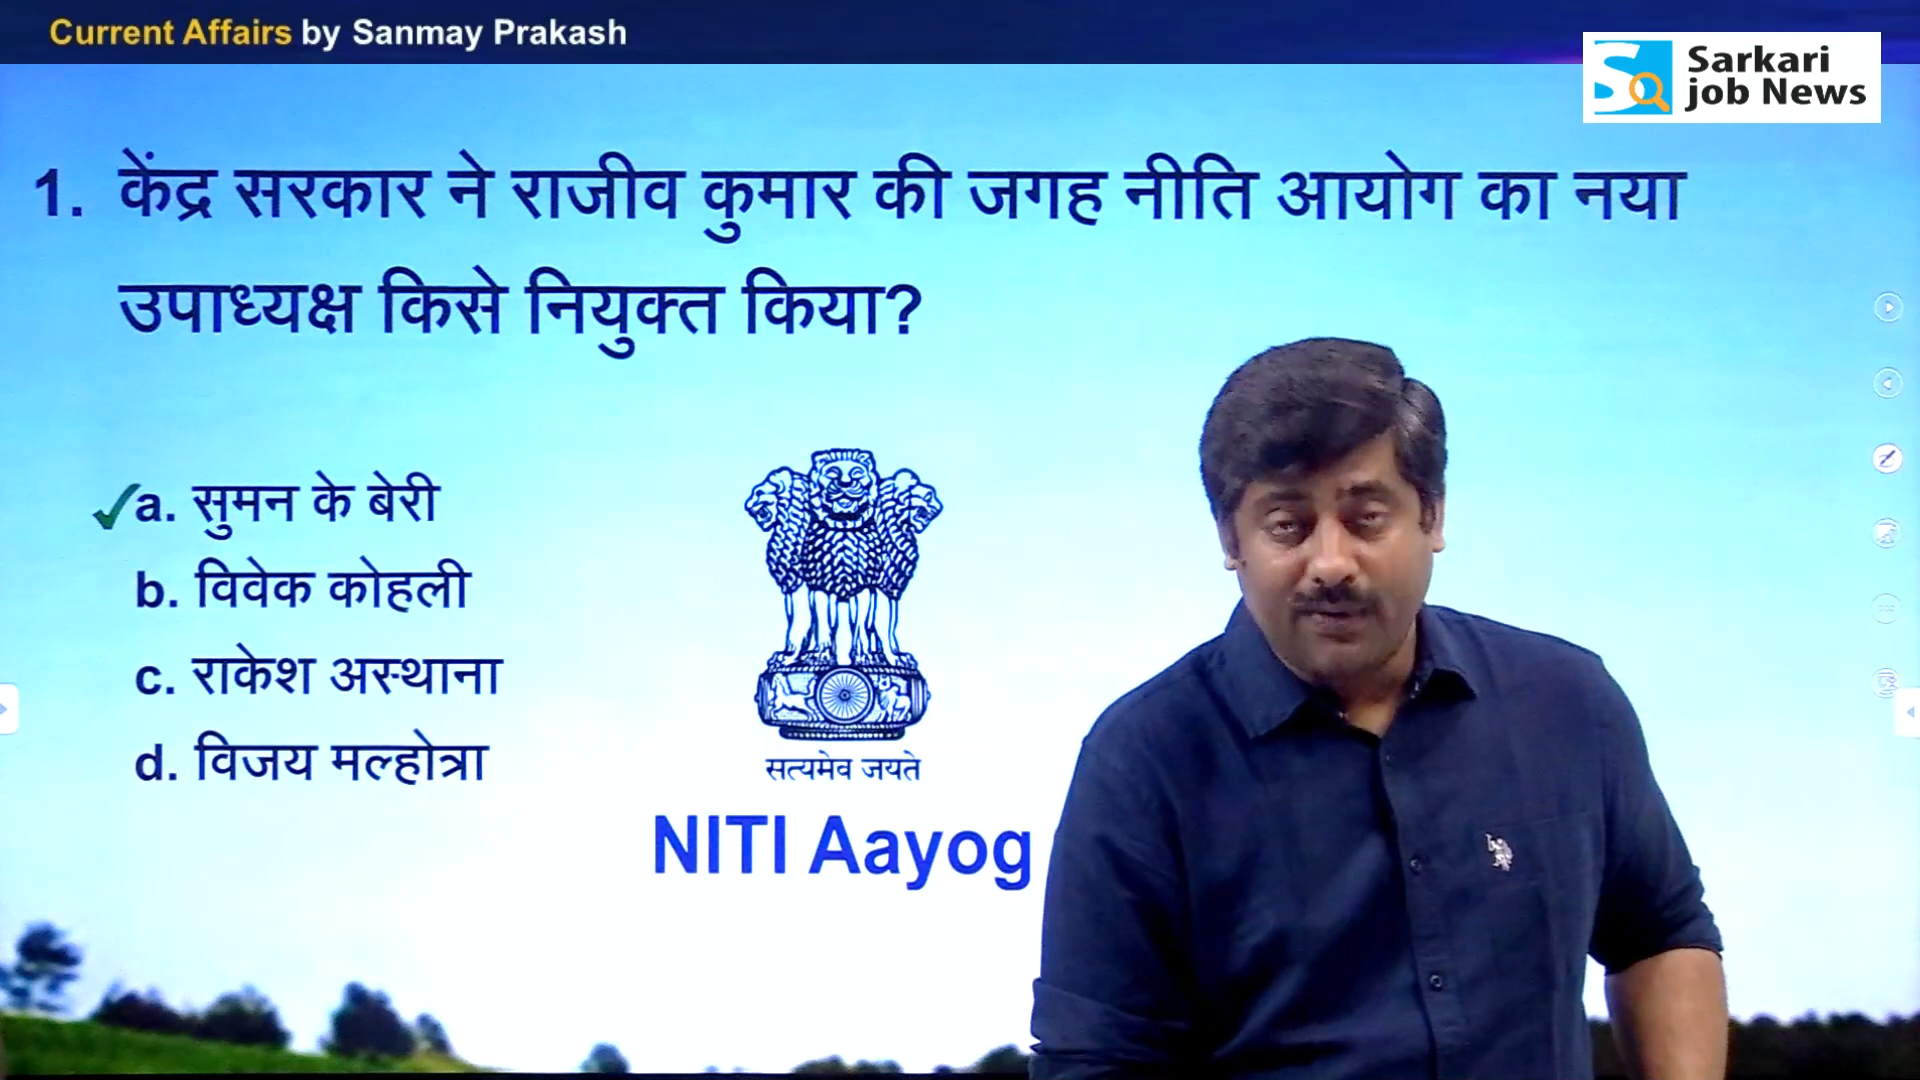 Current Affairs by Sanmay Prakash
Sarkari
job News
1. केंद्र सरकार ने राजीव कुमार की जगह नीति आयोग का नया
उपाध्यक्ष किसे नियुक्त किया?
a. सुमन के बेरी
b. विवेक कोहली
c. राकेश अस्थाना
d. विजय मल्होत्रा
सत्यमेव जयते
NITI Aayog